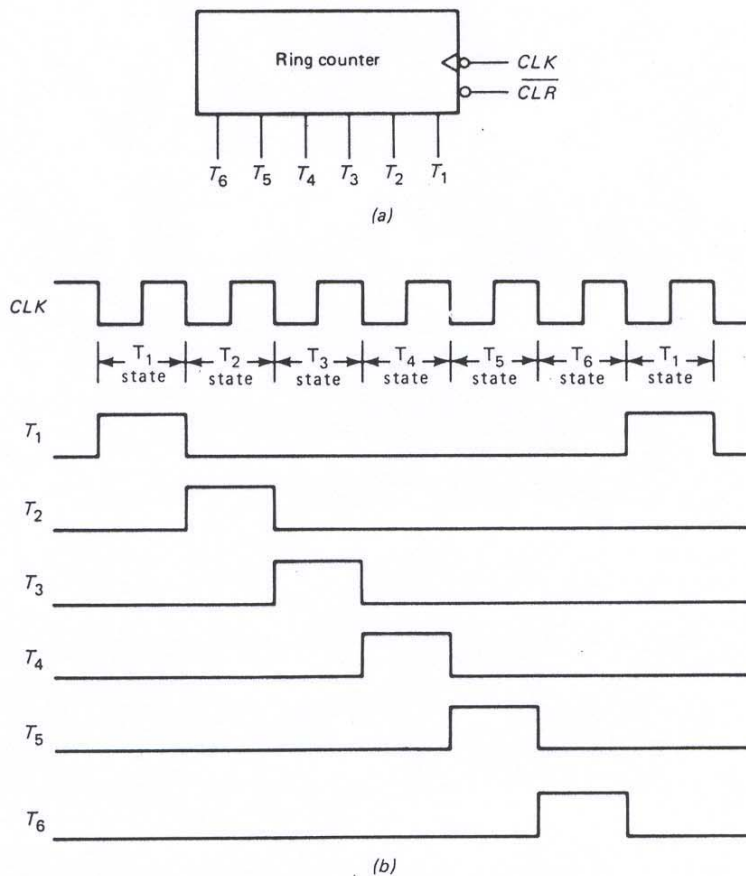 Ring counter
CLK
CLR
T6 T5 T4 T3 T2 T1
(a)
CLK
T1 state
T2 state
T3 state
T4 state
T5 state
T6 state
T1 state
T1
T2
T3
T4
T5
T6
(b)